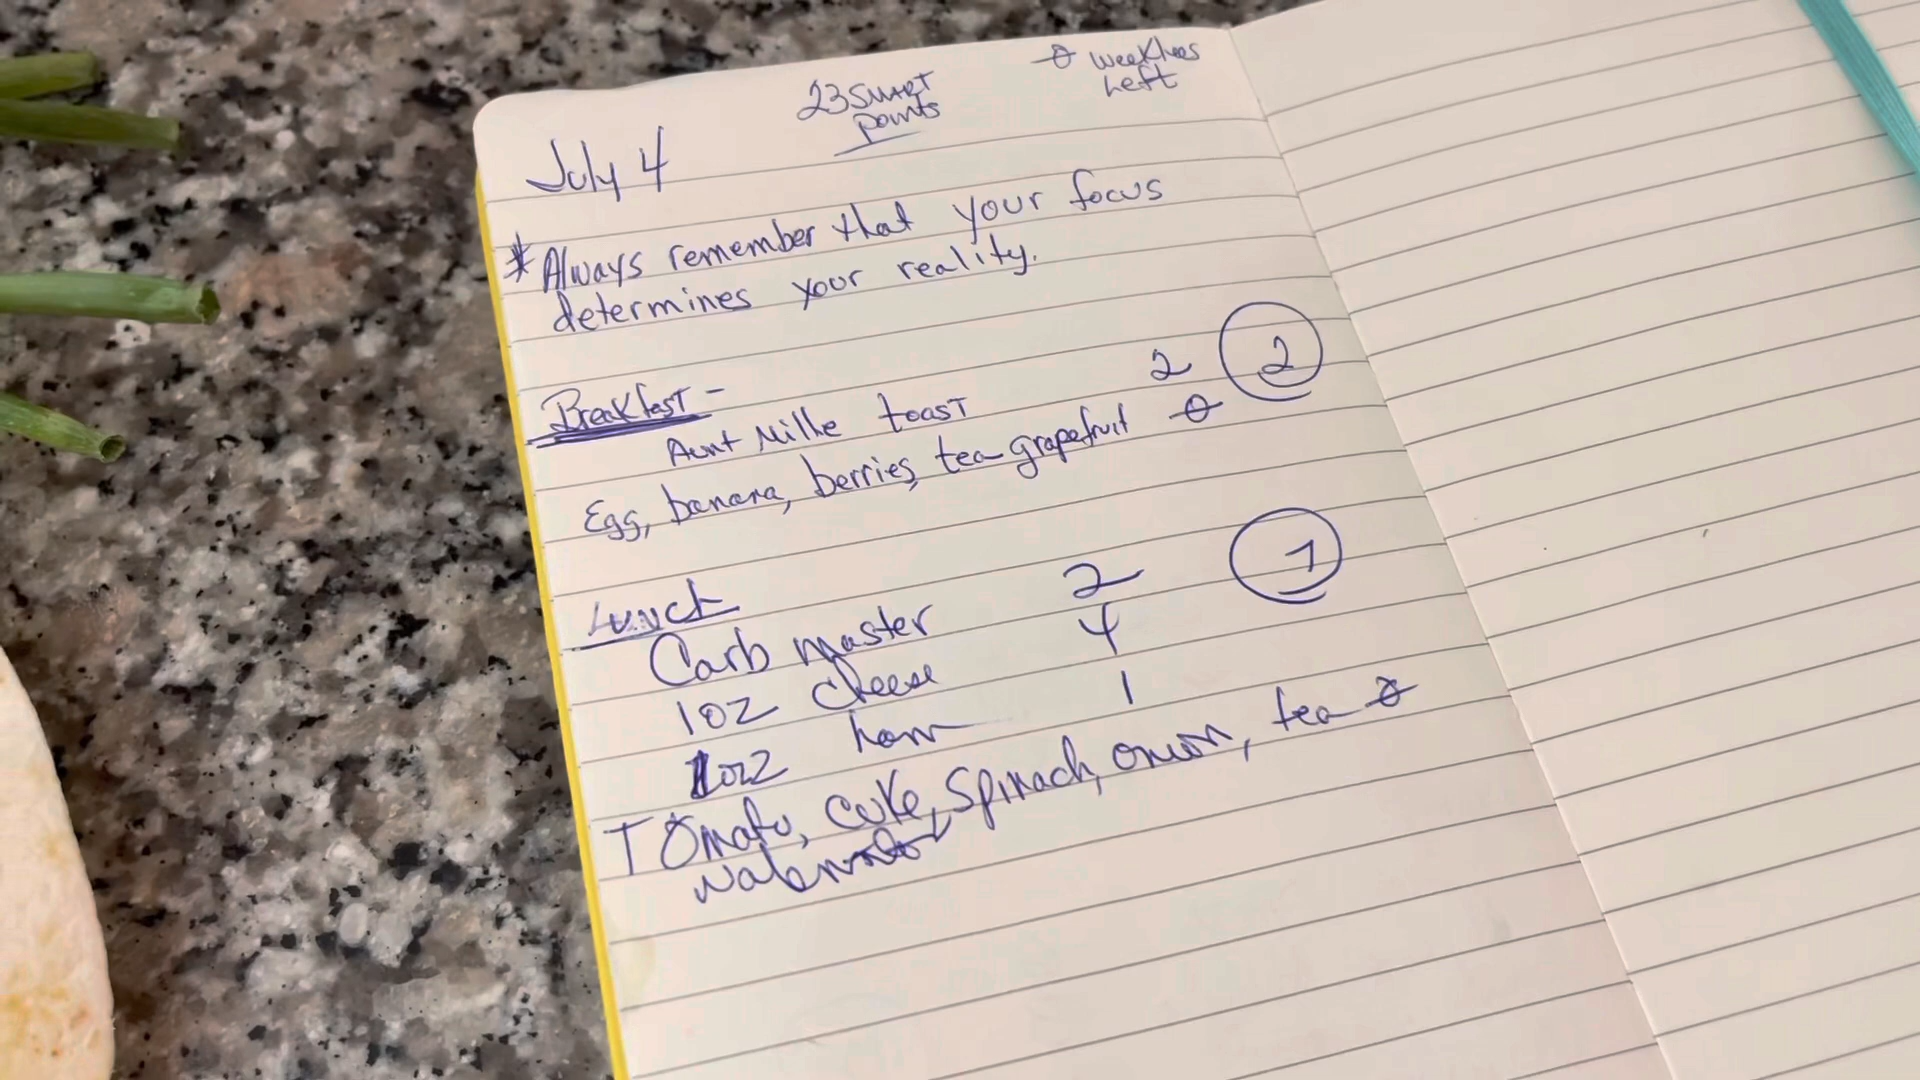 23 SMART
points
0 weeklies
Left
July 4
* Always remember that your focus
determines your reality.
Breakfast -
Aunt Millie toast 2 2
Egg, banana, berries, tea grapefruit 0
Lunch
Carb master 2 7
1oz cheese 4
1oz ham 1
Tomato, cuke, spinach, onion, tea 0